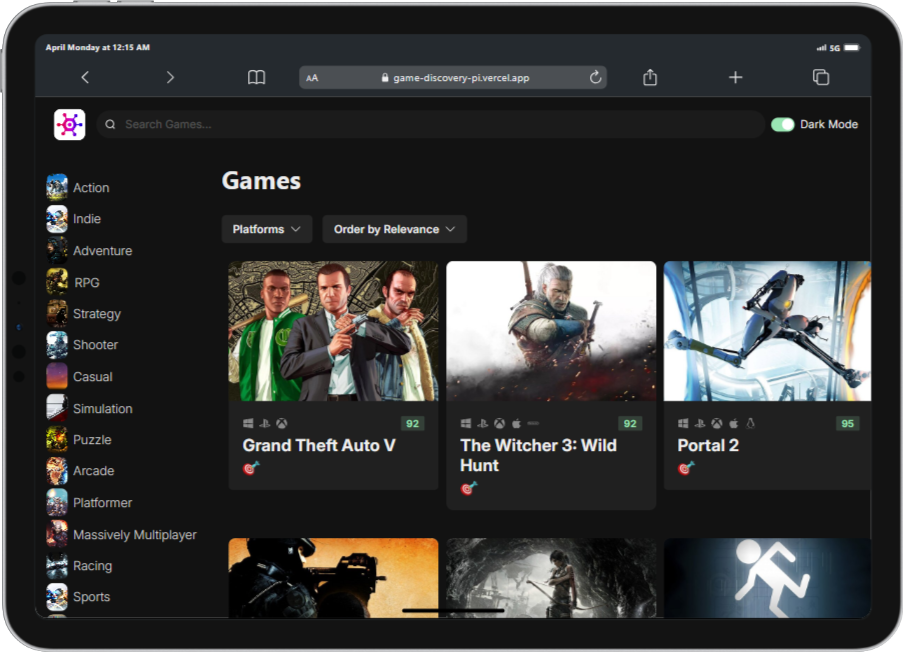 April Monday at 12:15 AM
5G
AA
game-discovery-pi.vercel.app
Search Games...
Dark Mode
Action
Indie
Adventure
RPG
Strategy
Shooter
Casual
Simulation
Puzzle
Arcade
Platformer
Massively Multiplayer
Racing
Sports
Games
Platforms
Order by Relevance
92
Grand Theft Auto V
92
The Witcher 3: Wild
Hunt
95
Portal 2